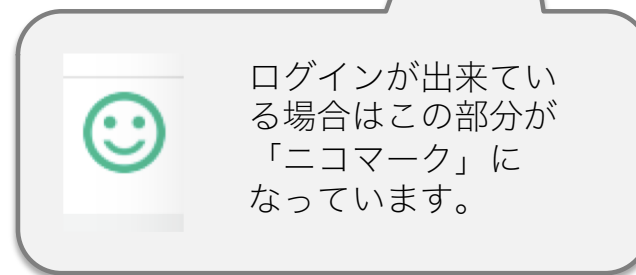 ログインが出来てい
る場合はこの部分が
「ニコマーク」に
なっています。